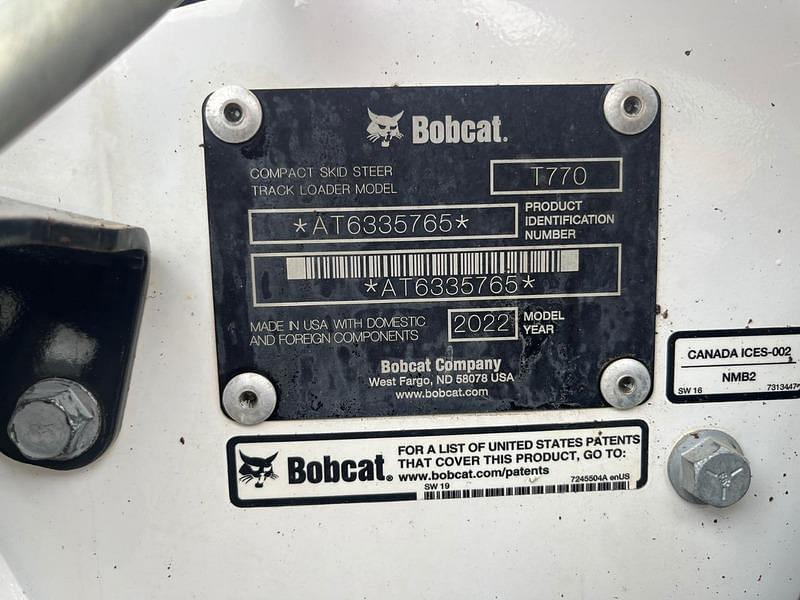 Bobcat.
COMPACT SKID STEER
TRACK LOADER MODEL
T770
*AT6335765*
PRODUCT
IDENTIFICATION
NUMBER
*AT6335765*
MADE IN USA WITH DOMESTIC
AND FOREIGN COMPONENTS
2022
MODEL
YEAR
Bobcat Company
West Fargo, ND 58078 USA
www.bobcat.com
CANADA ICES-002
NMB2
SW 16
Bobcat®
FOR A LIST OF UNITED STATES PATENTS
THAT COVER THIS PRODUCT, GO TO:
www.bobcat.com/patents
SW 19
7245504A enUS